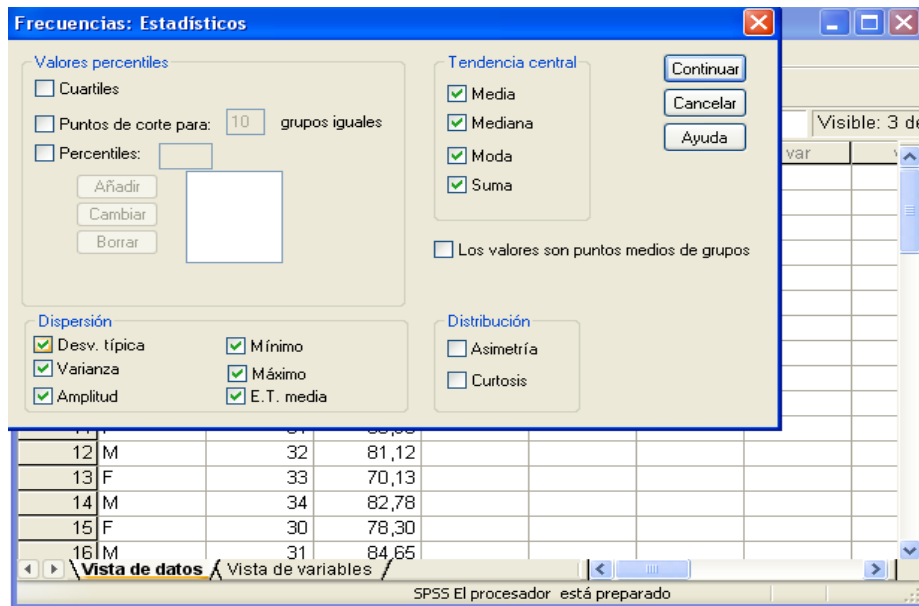 Frecuencias: Estadísticos
Valores percentiles
Cuartiles
Puntos de corte para: 10 grupos iguales
Percentiles:
Añadir
Cambiar
Borrar
Tendencia central
Media
Mediana
Moda
Suma
Continuar
Cancelar
Ayuda
Los valores son puntos medios de grupos
Dispersión
Desv. típica
Varianza
Amplitud
Mínimo
Máximo
E.T. media
Distribución
Asimetría
Curtosis
Visible: 3 de
var
12 M 32 81,12
13 F 33 70,13
14 M 34 82,78
15 F 30 78,30
16 M 31 84,65
Vista de datos Vista de variables
SPSS El procesador está preparado